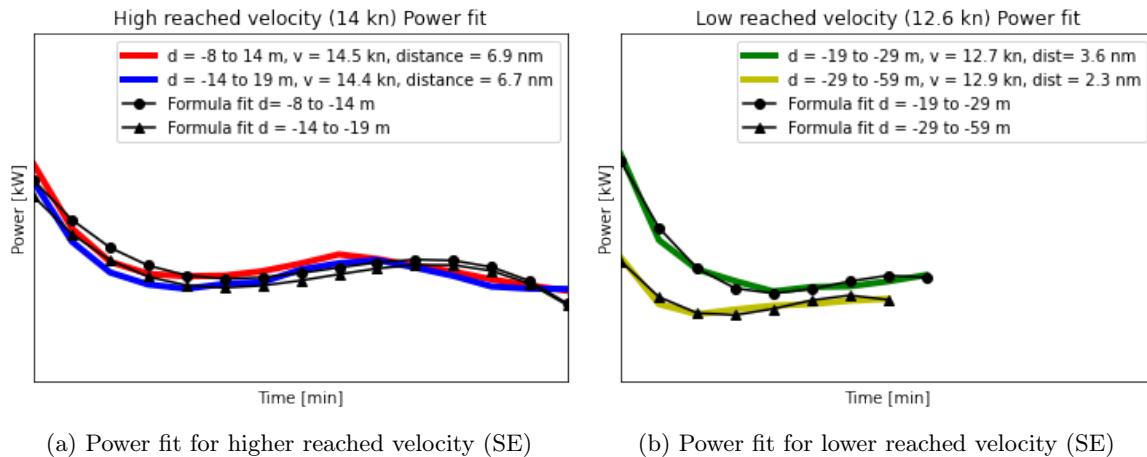 High reached velocity (14 kn) Power fit
d = -8 to 14 m, v = 14.5 kn, distance = 6.9 nm
d = -14 to 19 m, v = 14.4 kn, distance = 6.7 nm
Formula fit d= -8 to -14 m
Formula fit d = -14 to -19 m
Power [kW]
Time [min]
(a) Power fit for higher reached velocity (SE)
Low reached velocity (12.6 kn) Power fit
d = -19 to -29 m, v = 12.7 kn, dist= 3.6 nm
d = -29 to -59 m, v = 12.9 kn, dist = 2.3 nm
Formula fit d = -19 to -29 m
Formula fit d = -29 to -59 m
Power [kW]
Time [min]
(b) Power fit for lower reached velocity (SE)